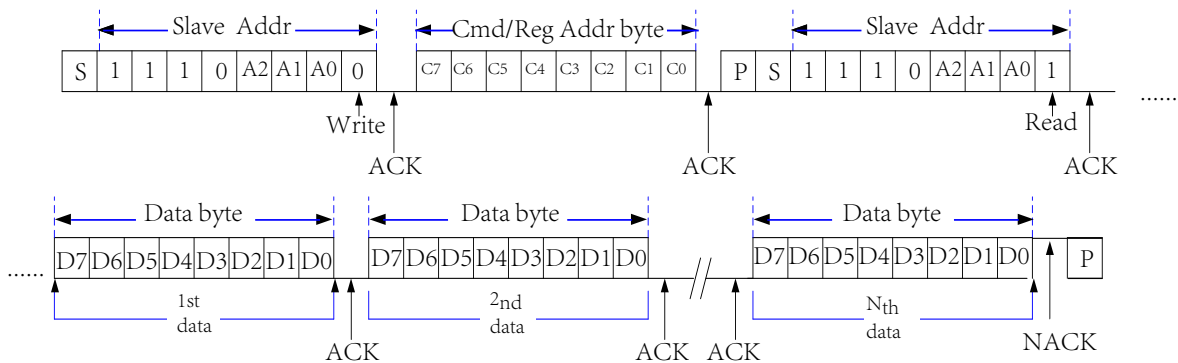 Slave Addr Cmd/Reg Addr byte Slave Addr
S 1 1 1 0 A2 A1 A0 0 C7 C6 C5 C4 C3 C2 C1 C0 P S 1 1 1 0 A2 A1 A0 1
......
Write Read
ACK ACK ACK
Data byte Data byte Data byte
...... D7 D6 D5 D4 D3 D2 D1 D0 D7 D6 D5 D4 D3 D2 D1 D0 // D7 D6 D5 D4 D3 D2 D1 D0 P
1st 2nd Nth
data data data
ACK ACK ACK NACK